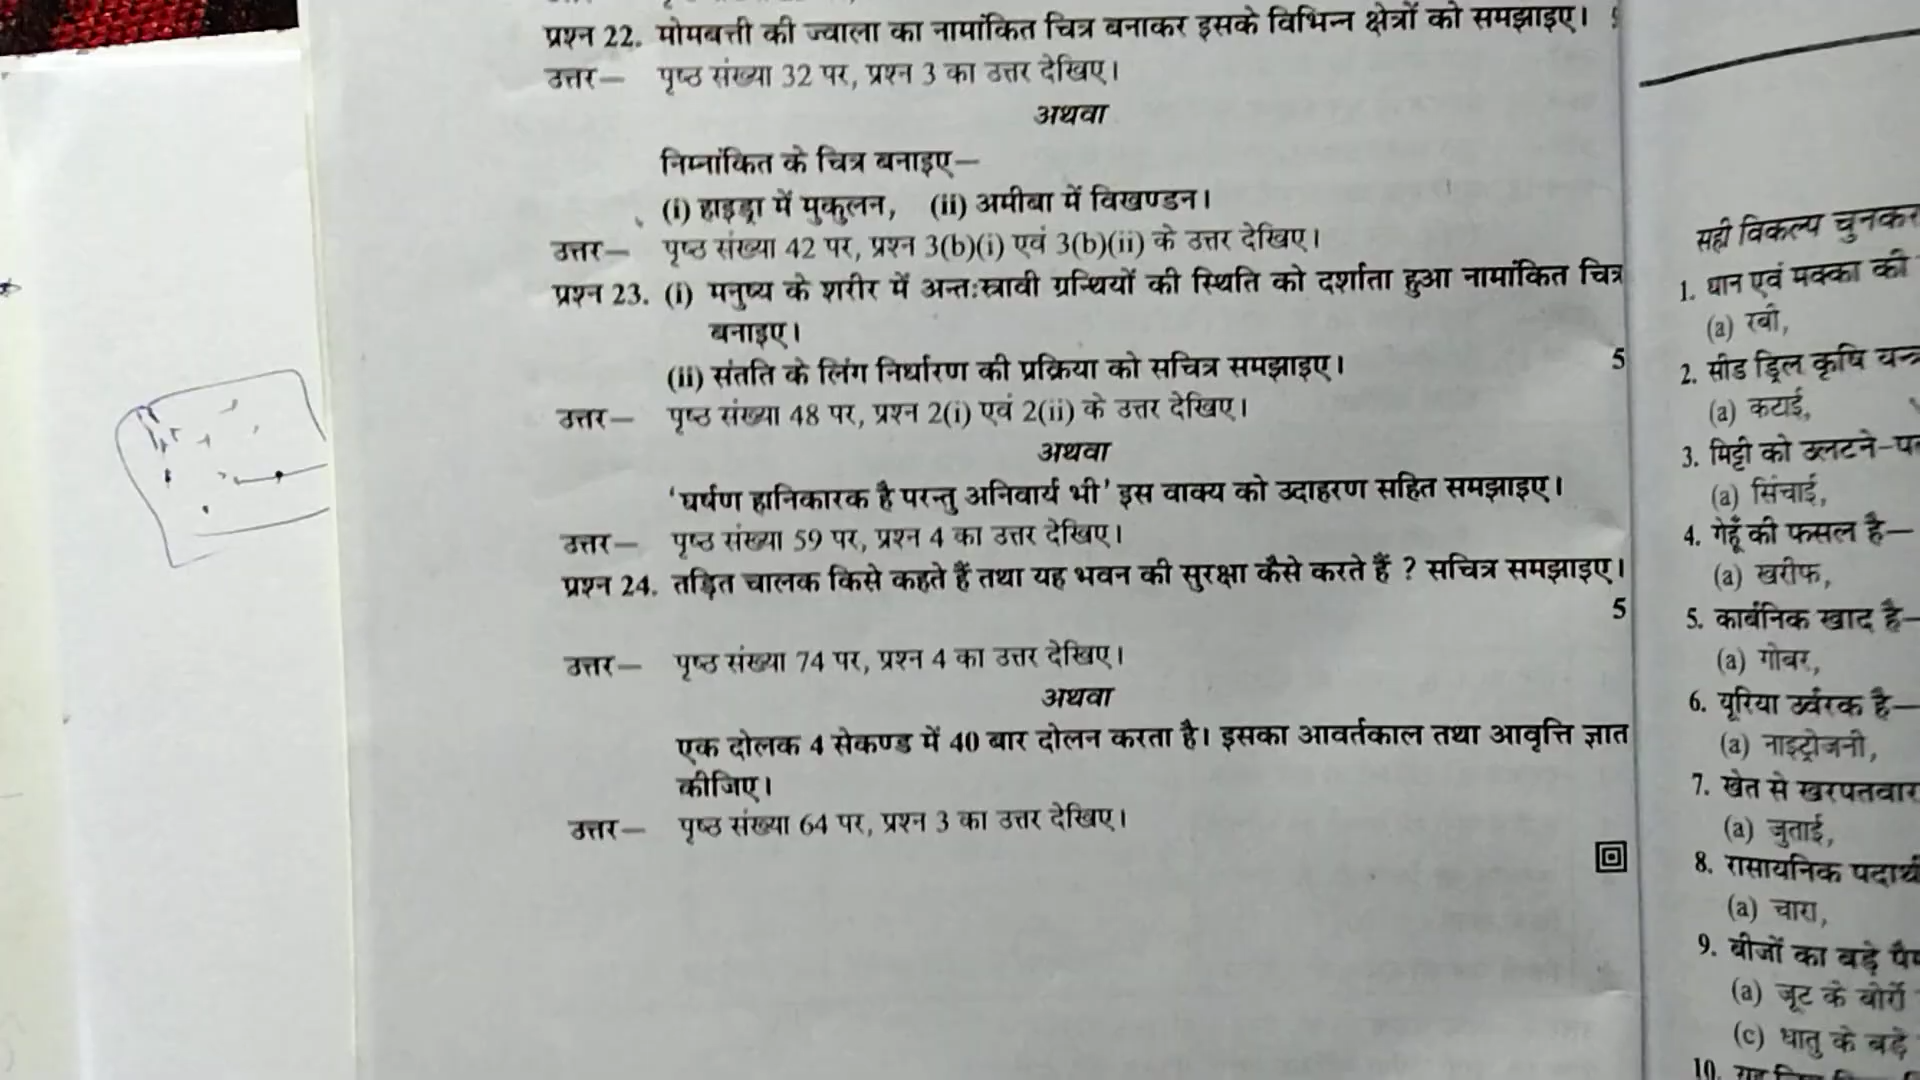 प्रश्न 22. मोमबत्ती की ज्वाला का नामांकित चित्र बनाकर इसके विभिन्न क्षेत्रों को समझाइए।
उत्तर— पृष्ठ संख्या 32 पर, प्रश्न 3 का उत्तर देखिए।
अथवा
निम्नांकित के चित्र बनाइए—
(i) हाइड्रा में मुकुलन, (ii) अमीबा में विखण्डन।
उत्तर— पृष्ठ संख्या 42 पर, प्रश्न 3(b)(i) एवं 3(b)(ii) के उत्तर देखिए।
प्रश्न 23. (i) मनुष्य के शरीर में अन्तःस्त्रावी ग्रन्थियों की स्थिति को दर्शाता हुआ नामांकित चित्र
बनाइए।
(ii) संतति के लिंग निर्धारण की प्रक्रिया को सचित्र समझाइए। 5
उत्तर— पृष्ठ संख्या 48 पर, प्रश्न 2(i) एवं 2(ii) के उत्तर देखिए।
अथवा
'घर्षण हानिकारक है परन्तु अनिवार्य भी' इस वाक्य को उदाहरण सहित समझाइए।
उत्तर— पृष्ठ संख्या 59 पर, प्रश्न 4 का उत्तर देखिए।
प्रश्न 24. तड़ित चालक किसे कहते हैं तथा यह भवन की सुरक्षा कैसे करते हैं ? सचित्र समझाइए।
5
उत्तर— पृष्ठ संख्या 74 पर, प्रश्न 4 का उत्तर देखिए।
अथवा
एक दोलक 4 सेकण्ड में 40 बार दोलन करता है। इसका आवर्तकाल तथा आवृत्ति ज्ञात
कीजिए।
उत्तर— पृष्ठ संख्या 64 पर, प्रश्न 3 का उत्तर देखिए।
सही विकल्प चुनकर
1. धान एवं मक्का की
(a) रबी,
2. सीड ड्रिल कृषि यन्त्र
(a) कटाई,
3. मिट्टी को उलटने-
(a) सिंचाई,
4. गेहूँ की फसल है—
(a) खरीफ,
5. कार्बनिक खाद है—
(a) गोबर,
6. यूरिया उर्वरक है—
(a) नाइट्रोजनी,
7. खेत से खरपतवार
(a) जुताई,
8. रासायनिक पदार्थ
(a) चारा,
9. बीजों का बड़े
(a) जूट के बोरों
(c) धातु के बड़े
10.